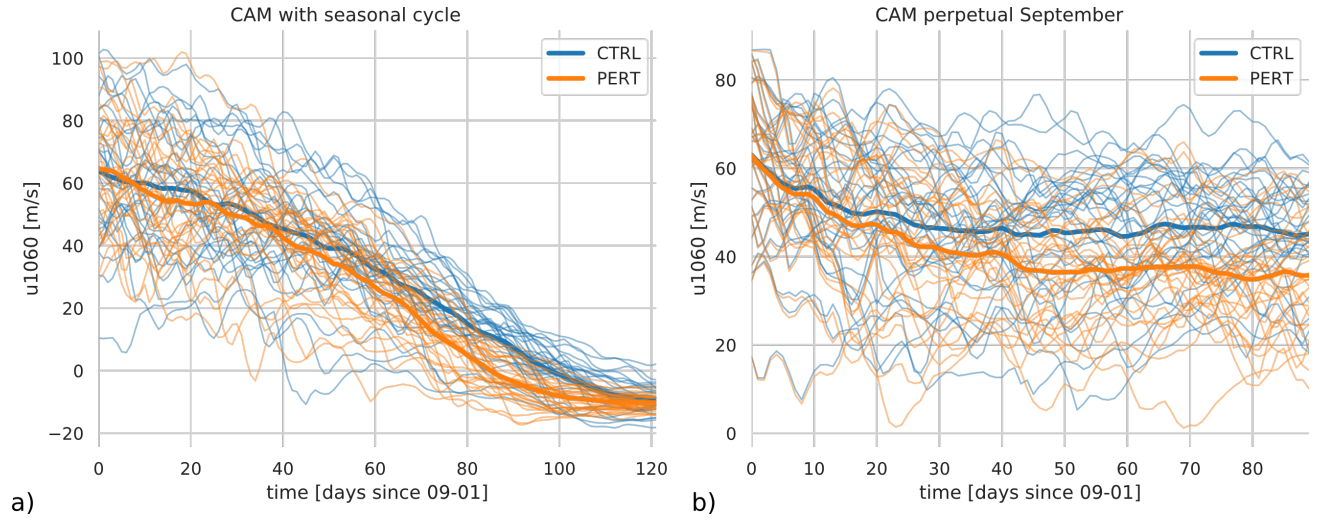 CAM with seasonal cycle
CTRL
PERT
100
80
60
40
20
0
−20
u1060 [m/s]
0 20 40 60 80 100 120
time [days since 09-01]
a)
CAM perpetual September
CTRL
PERT
80
60
40
20
0
u1060 [m/s]
0 10 20 30 40 50 60 70 80
time [days since 09-01]
b)